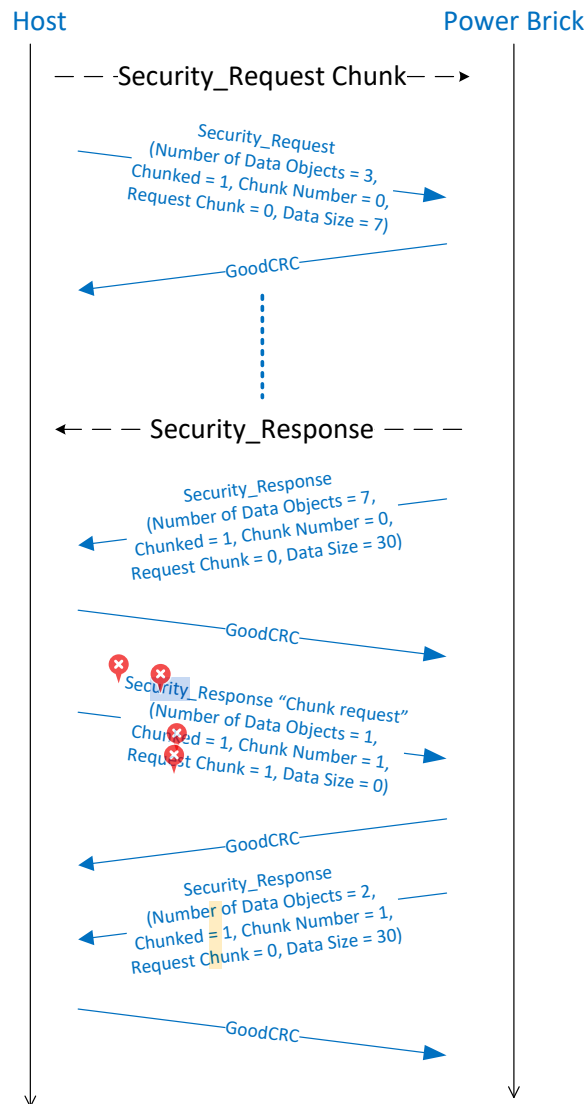 Host
Power Brick
Security_Request Chunk
Security_Request
(Number of Data Objects = 3,
Chunked = 1, Chunk Number = 0,
Request Chunk = 0, Data Size = 7)
GoodCRC
Security_Response
Security_Response
(Number of Data Objects = 7,
Chunked = 1, Chunk Number = 0,
Request Chunk = 0, Data Size = 30)
GoodCRC
Security_Response “Chunk request”
(Number of Data Objects = 1,
Chunked = 1, Chunk Number = 1,
Request Chunk = 1, Data Size = 0)
GoodCRC
Security_Response
(Number of Data Objects = 2,
Chunked = 1, Chunk Number = 1,
Request Chunk = 0, Data Size = 30)
GoodCRC